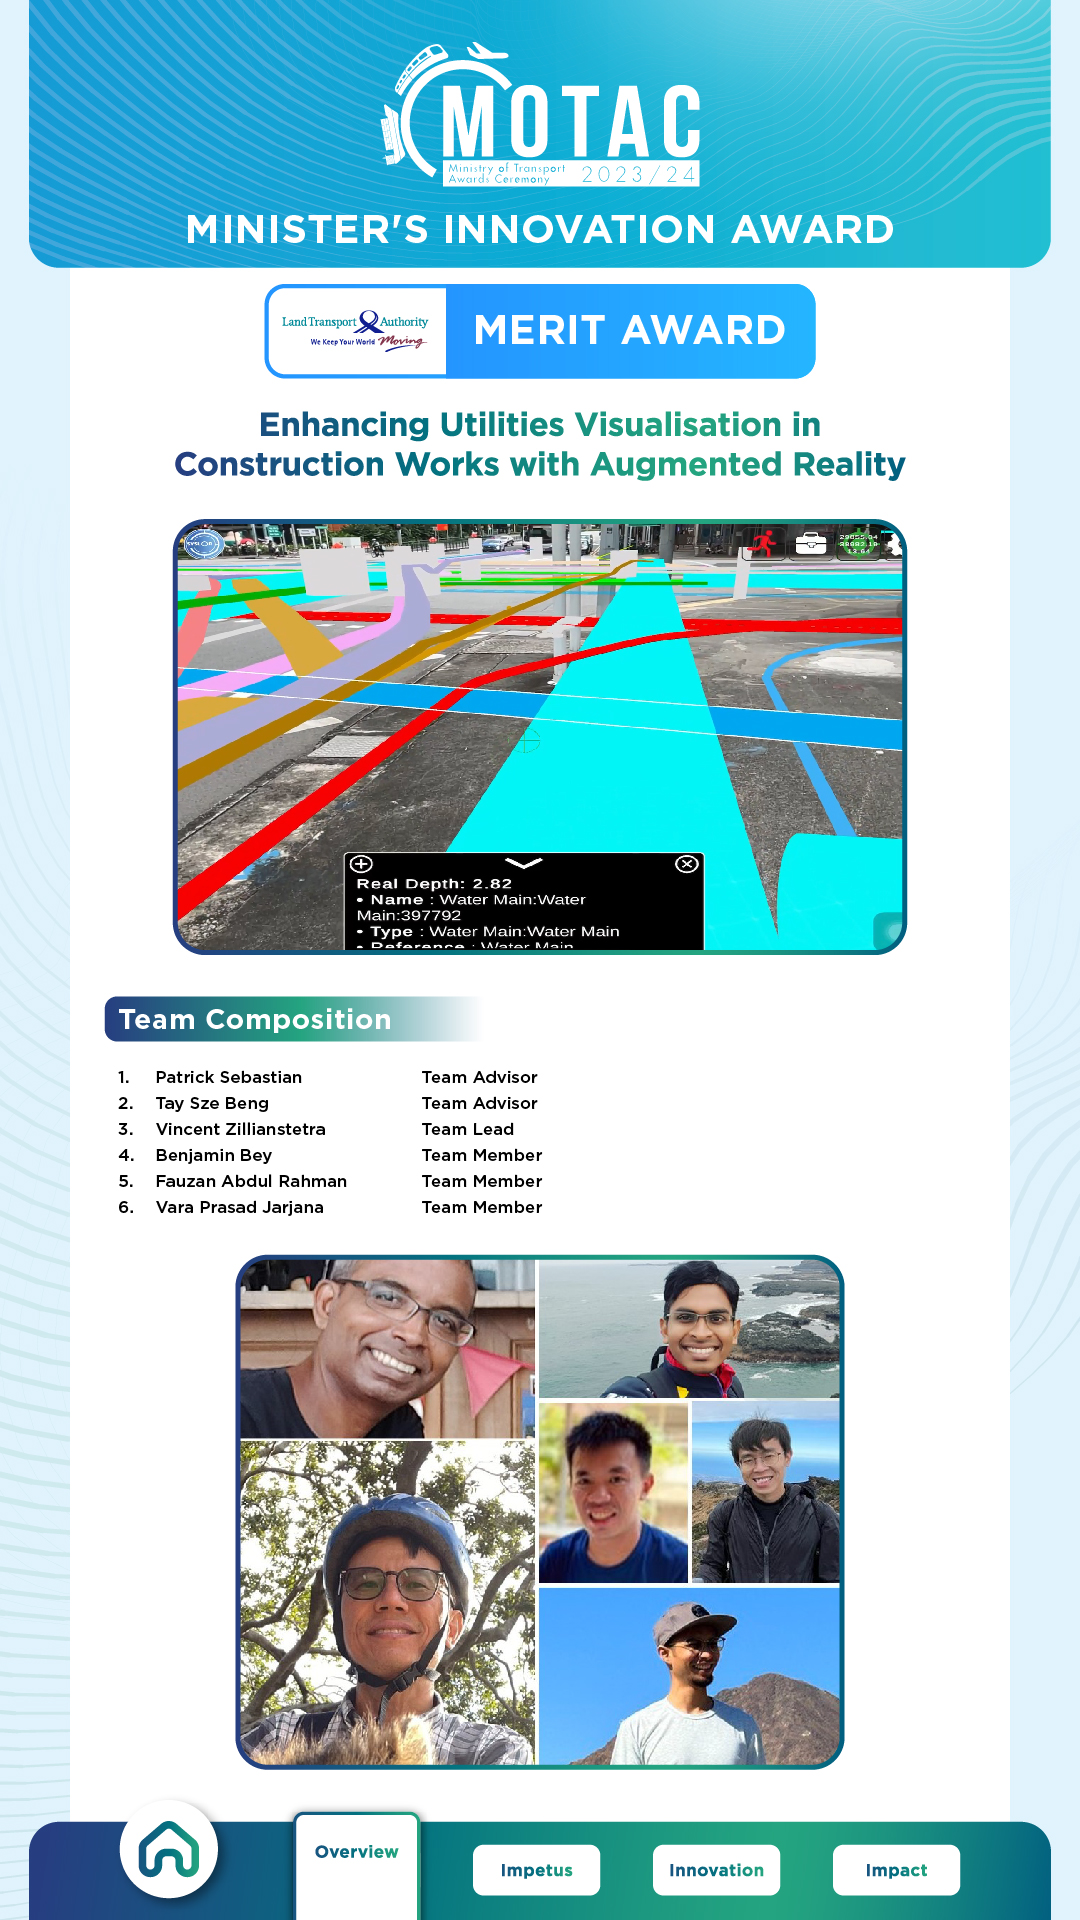 MOTAC
Ministry of Transport
Awards Ceremony
2023/24
MINISTER'S INNOVATION AWARD
Land Transport Authority
We Keep Your World Moving
MERIT AWARD
Enhancing Utilities Visualisation in
Construction Works with Augmented Reality
Real Depth: 2.82
• Name : Water Main:Water
Main:397792
• Type : Water Main:Water Main
• Reference : Water Main
Team Composition
1. Patrick Sebastian Team Advisor
2. Tay Sze Beng Team Advisor
3. Vincent Zillianstetra Team Lead
4. Benjamin Bey Team Member
5. Fauzan Abdul Rahman Team Member
6. Vara Prasad Jarjana Team Member
Overview
Impetus
Innovation
Impact